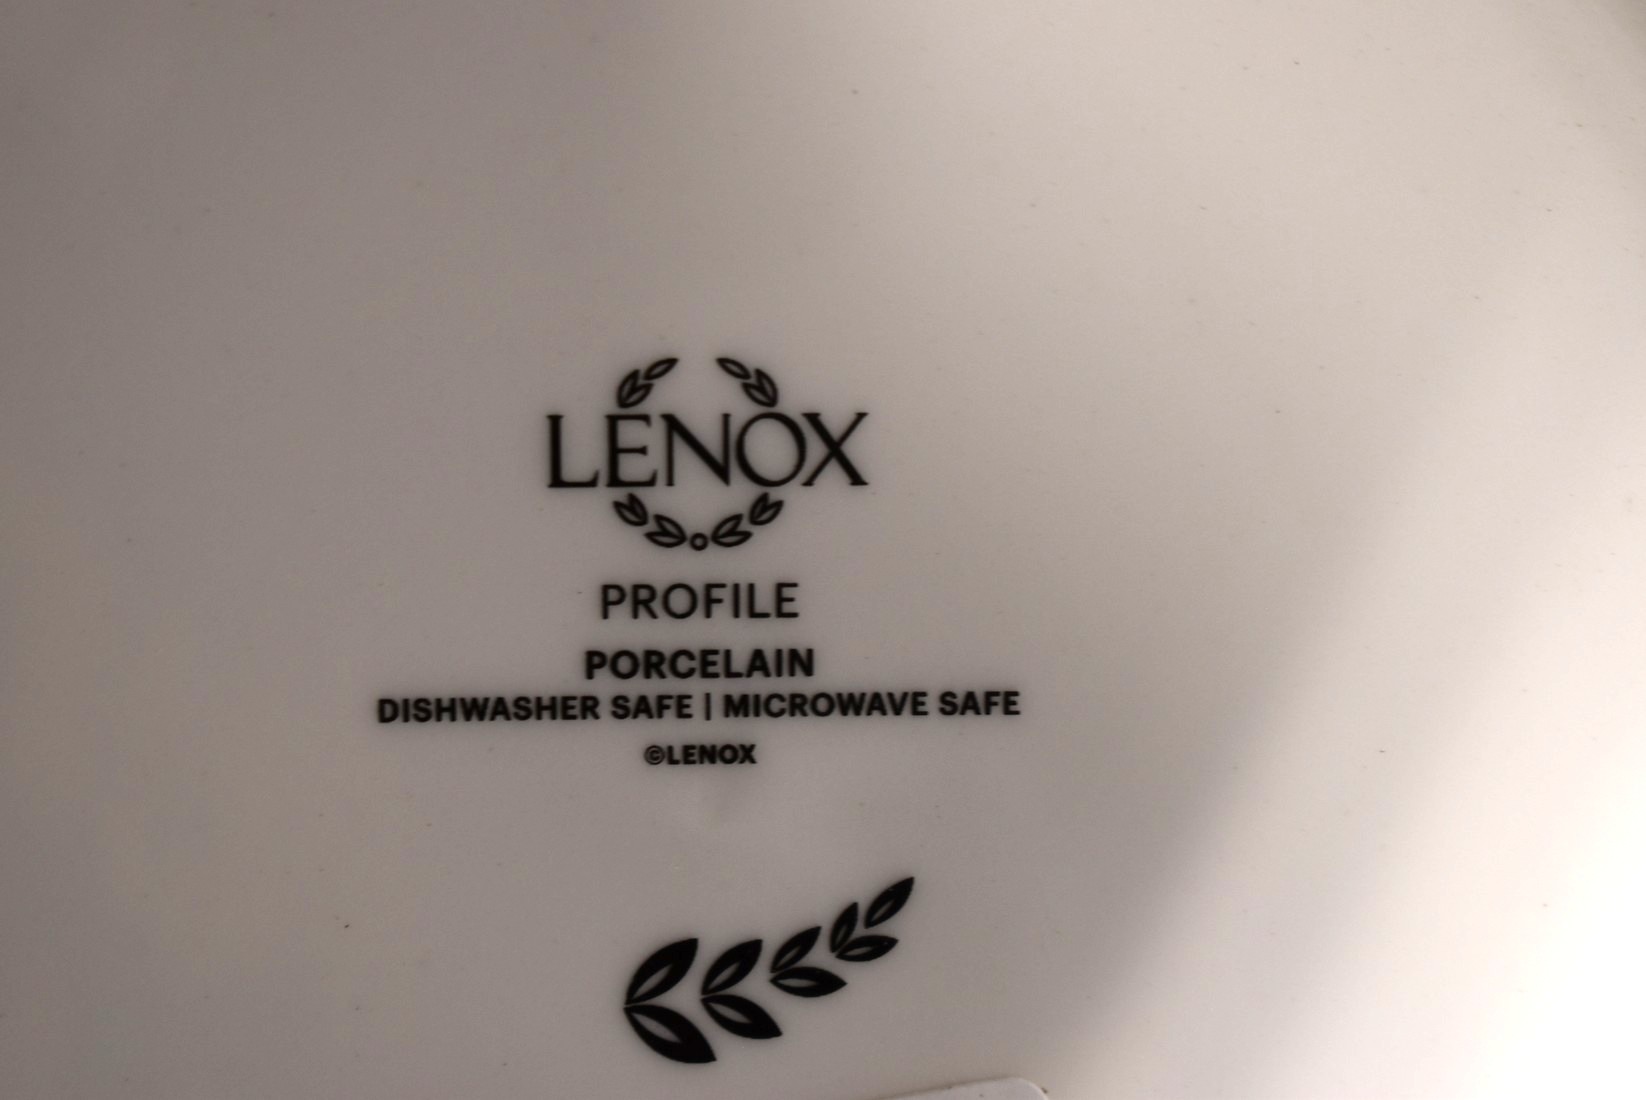 LENOX
PROFILE
PORCELAIN
DISHWASHER SAFE | MICROWAVE SAFE
©LENOX